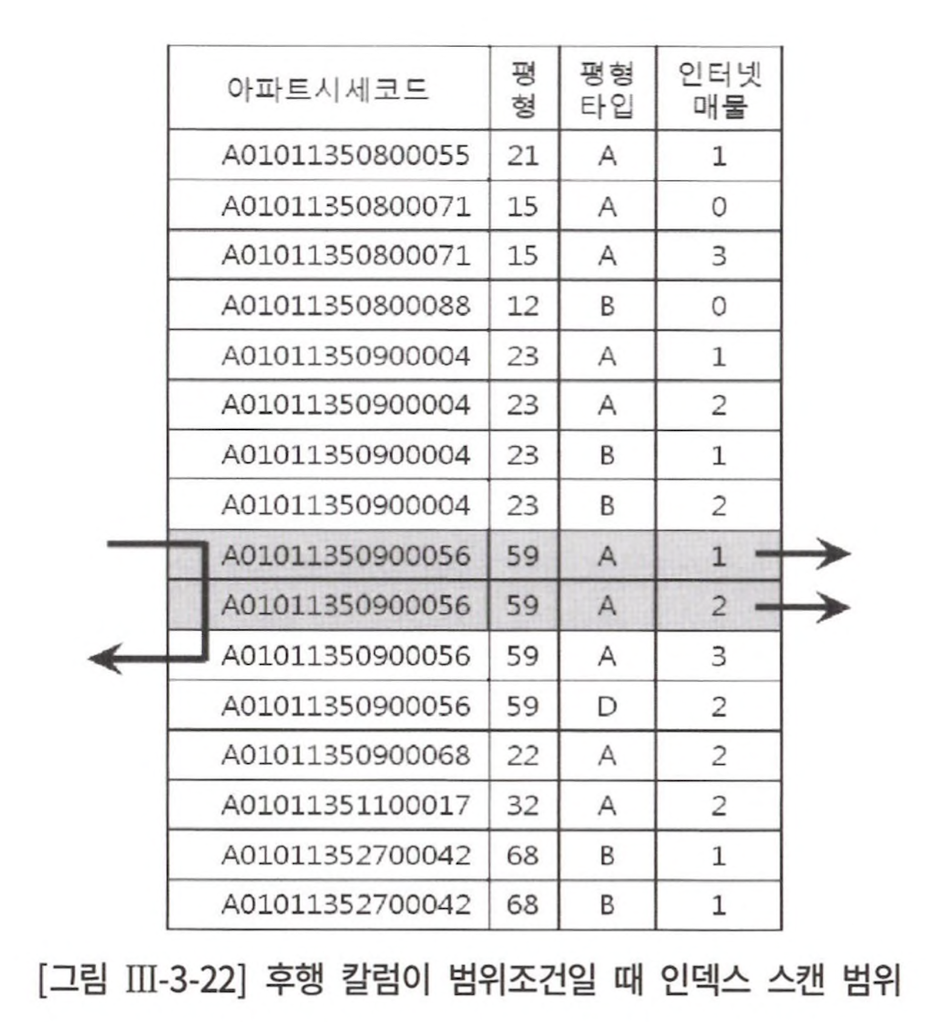 아파트시세코드 평형 평형타입 인터넷매물
A01011350800055 21 A 1
A01011350800071 15 A 0
A01011350800071 15 A 3
A01011350800088 12 B 0
A01011350900004 23 A 1
A01011350900004 23 A 2
A01011350900004 23 B 1
A01011350900004 23 B 2
A01011350900056 59 A 1
A01011350900056 59 A 2
A01011350900056 59 A 3
A01011350900056 59 D 2
A01011350900068 22 A 2
A01011351100017 32 A 2
A01011352700042 68 B 1
A01011352700042 68 B 1
[그림 Ⅲ-3-22] 후행 칼럼이 범위조건일 때 인덱스 스캔 범위